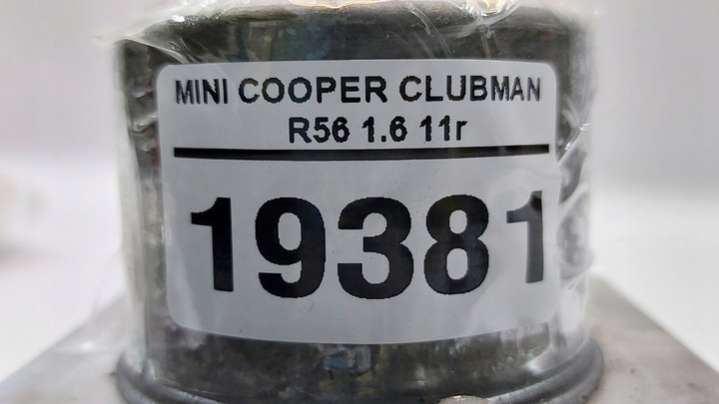 MINI COOPER CLUBMAN
R56 1.6 11r
19381